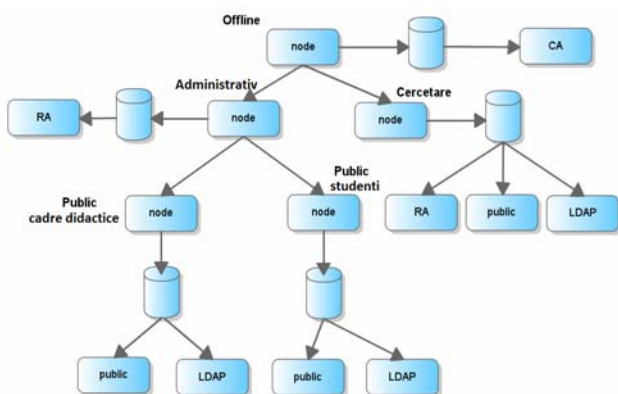 Offline
node
CA
Administrativ
Cercetare
RA
node
node
Public
cadre didactice
Public
studenti
node
node
RA
public
LDAP
public
LDAP
public
LDAP